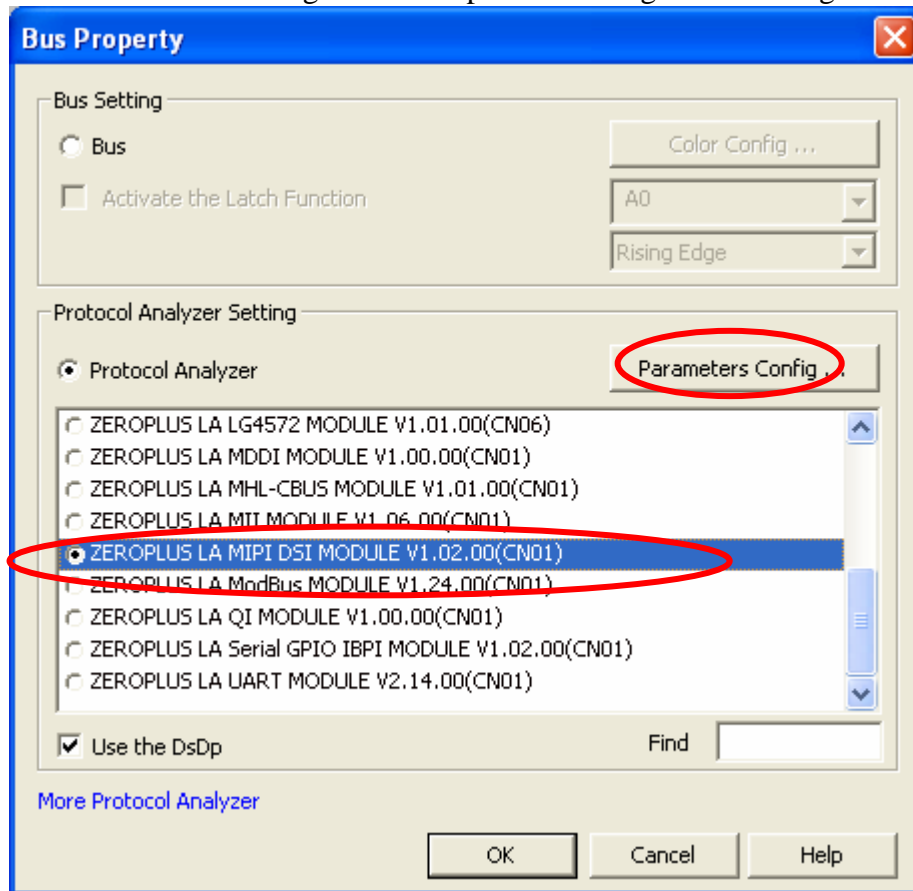 Bus Property
Bus Setting
Bus
Color Config ...
Activate the Latch Function
A0
Rising Edge
Protocol Analyzer Setting
Protocol Analyzer
Parameters Config ...
ZEROPLUS LA LG4572 MODULE V1.01.00(CN06)
ZEROPLUS LA MDDI MODULE V1.00.00(CN01)
ZEROPLUS LA MHL-CBUS MODULE V1.01.00(CN01)
ZEROPLUS LA MII MODULE V1.06.00(CN01)
ZEROPLUS LA MIPI DSI MODULE V1.02.00(CN01)
ZEROPLUS LA ModBus MODULE V1.24.00(CN01)
ZEROPLUS LA QI MODULE V1.00.00(CN01)
ZEROPLUS LA Serial GPIO IBPI MODULE V1.02.00(CN01)
ZEROPLUS LA UART MODULE V2.14.00(CN01)
Use the DsDp
Find
More Protocol Analyzer
OK
Cancel
Help